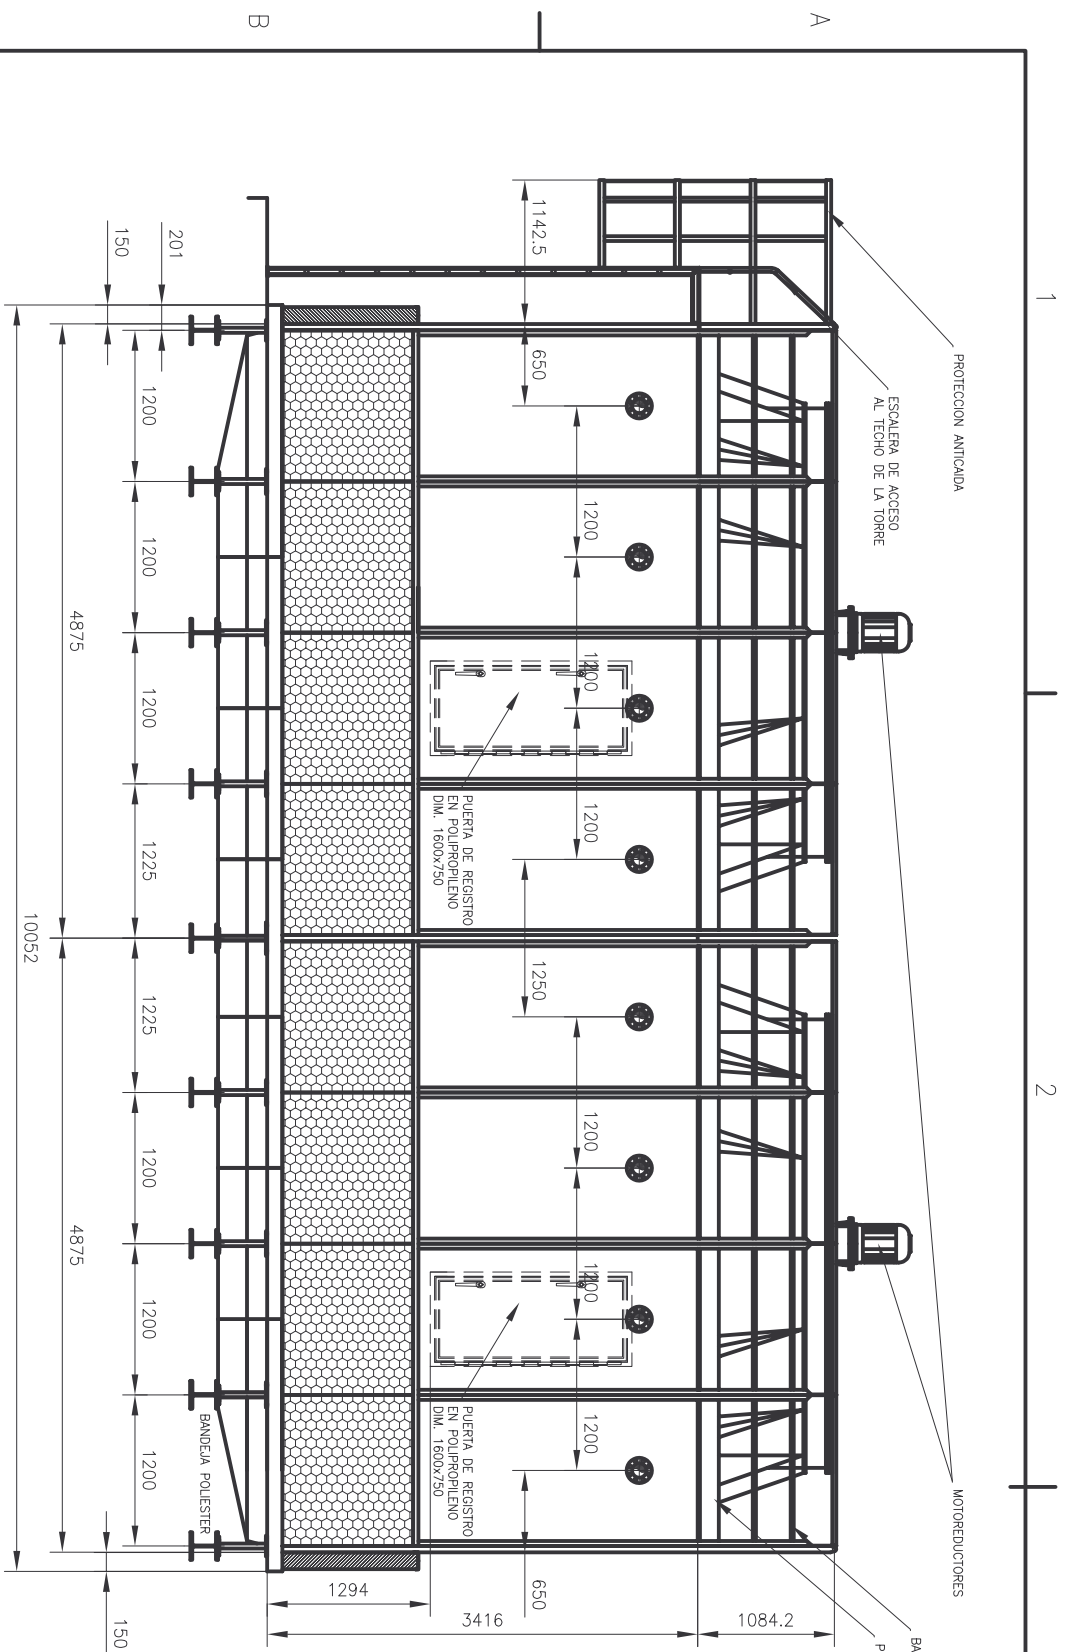 1
2
A
B
PROTECCION ANTICAIDA
ESCALERA DE ACCESO
AL TECHO DE LA TORRE
MOTOREDUCTORES
BA
P
1142.5
650
1200
1200
1200
1250
1200
1200
1200
650
PUERTA DE REGISTRO
EN POLIPROPILENO
DIM. 1600x750
PUERTA DE REGISTRO
EN POLIPROPILENO
DIM. 1600x750
1084.2
3416
1294
BANDEJA POLIESTER
201
150
1200
1200
1200
1225
1225
1200
1200
1200
150
4875
4875
10052